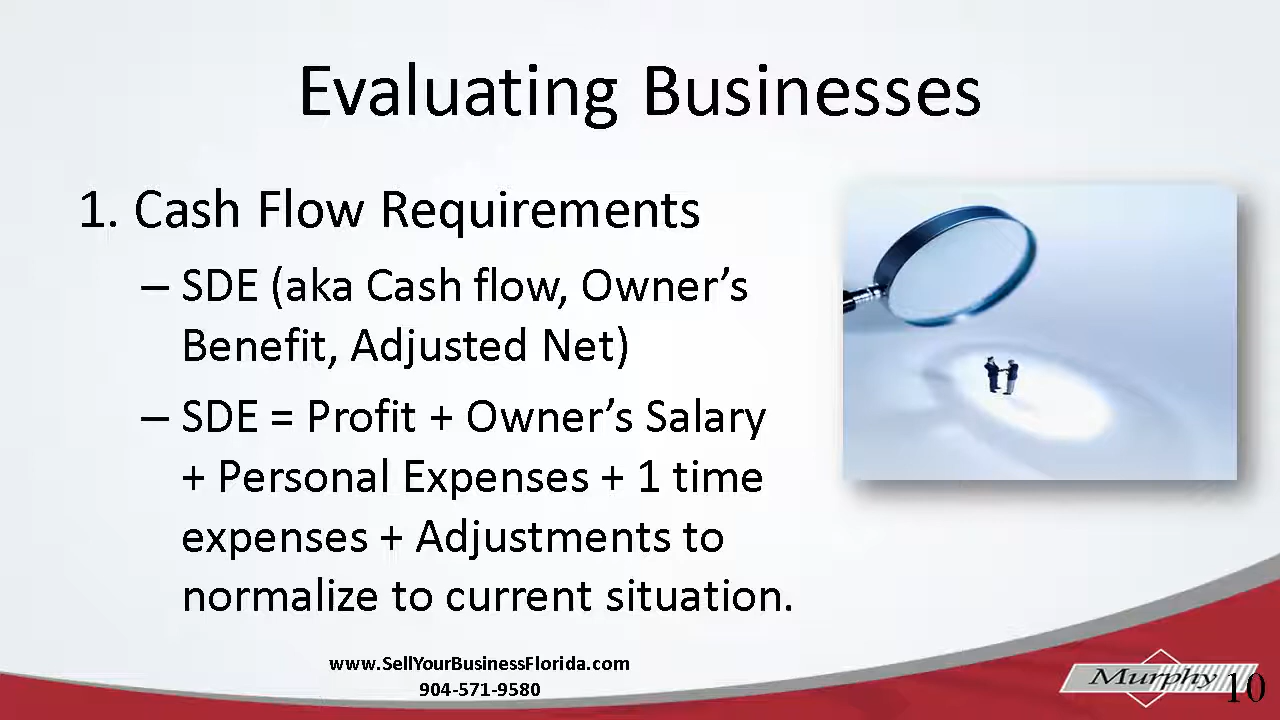 Evaluating Businesses
1. Cash Flow Requirements
– SDE (aka Cash flow, Owner’s
Benefit, Adjusted Net)
– SDE = Profit + Owner’s Salary
+ Personal Expenses + 1 time
expenses + Adjustments to
normalize to current situation.
www.SellYourBusinessFlorida.com
904-571-9580
Murphy
10